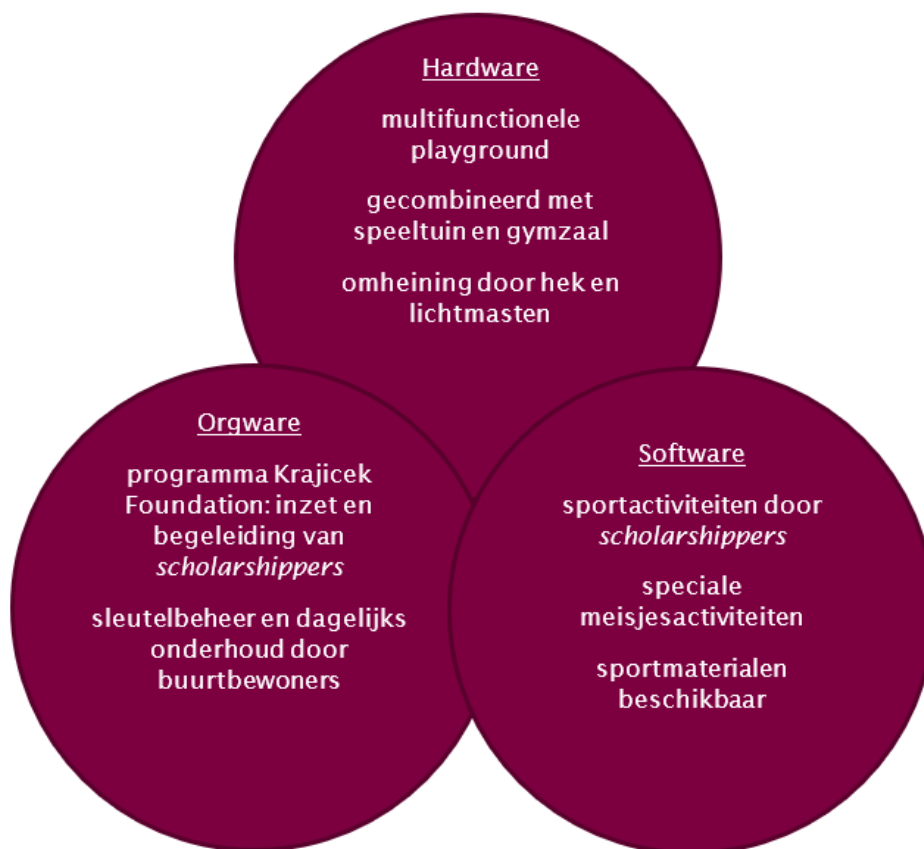 Hardware
multifunctionele
playground
gecombineerd met
speeltuin en gymzaal
omheining door hek en
lichtmasten
Orgware
programma Krajicek
Foundation: inzet en
begeleiding van
scholarshippers
sleutelbeheer en dagelijks
onderhoud door
buurtbewoners
Software
sportactiviteiten door
scholarshippers
speciale
meisjesactiviteiten
sportmaterialen
beschikbaar